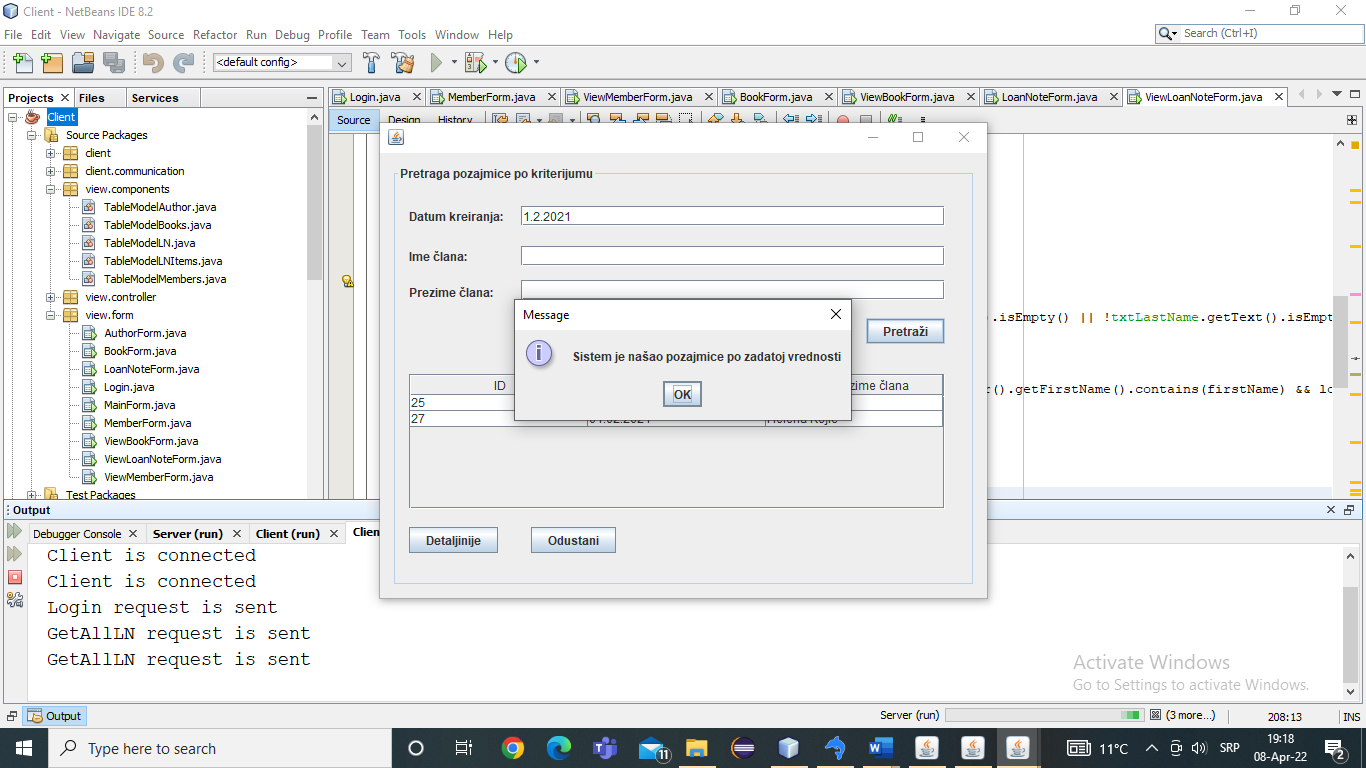 Client - NetBeans IDE 8.2
File Edit View Navigate Source Refactor Run Debug Profile Team Tools Window Help
Search (Ctrl+I)
<default config>
Projects Files Services
Login.java MemberForm.java ViewMemberForm.java BookForm.java ViewBookForm.java LoanNoteForm.java ViewLoanNoteForm.java
Source Design History
Client
Source Packages
client
client.communication
view.components
TableModelAuthor.java
TableModelBooks.java
TableModelLN.java
TableModelLNItems.java
TableModelMembers.java
view.controller
view.form
AuthorForm.java
BookForm.java
LoanNoteForm.java
Login.java
MainForm.java
MemberForm.java
ViewBookForm.java
ViewLoanNoteForm.java
ViewMemberForm.java
Test Packages
Pretraga pozajmice po kriterijumu
Datum kreiranja: 1.2.2021
Ime člana:
Prezime člana:
.isEmpty() || !txtLastName.getText().isEmpt
Pretraži
Message
Sistem je našao pozajmice po zadatoj vrednosti
OK
ID
zime člana
().getFirstName().contains(firstName) && lo
25
27
Detaljinije Odustani
Output
Debugger Console Server (run) Client (run) Clien
Client is connected
Client is connected
Login request is sent
GetAllLN request is sent
GetAllLN request is sent
Activate Windows
Go to Settings to activate Windows.
Output
Server (run) (3 more...) 208:13 INS
Type here to search
11
11°C SRP
19:18
08-Apr-22
2